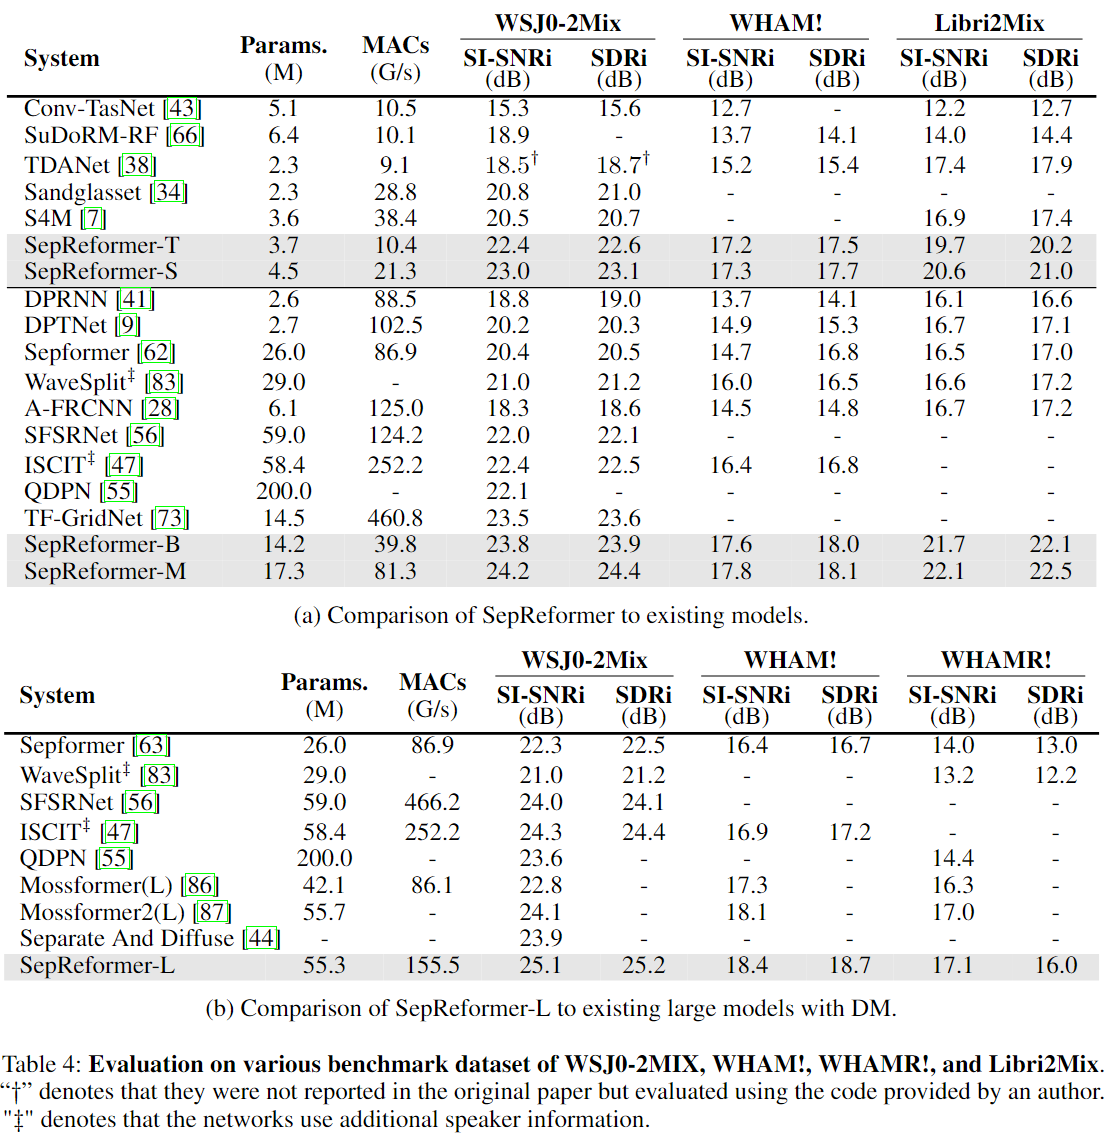 WSJ0-2Mix WHAM! Libri2Mix
System Params. MACs SI-SNRi SDRi SI-SNRi SDRi SI-SNRi SDRi
(M) (G/s) (dB) (dB) (dB) (dB) (dB) (dB)
Conv-TasNet [43] 5.1 10.5 15.3 15.6 12.7 - 12.2 12.7
SuDoRM-RF [66] 6.4 10.1 18.9 - 13.7 14.1 14.0 14.4
TDANet [38] 2.3 9.1 18.5† 18.7† 15.2 15.4 17.4 17.9
Sandglasset [34] 2.3 28.8 20.8 21.0 - - - -
S4M [7] 3.6 38.4 20.5 20.7 - - 16.9 17.4
SepReformer-T 3.7 10.4 22.4 22.6 17.2 17.5 19.7 20.2
SepReformer-S 4.5 21.3 23.0 23.1 17.3 17.7 20.6 21.0
DPRNN [41] 2.6 88.5 18.8 19.0 13.7 14.1 16.1 16.6
DPTNet [9] 2.7 102.5 20.2 20.3 14.9 15.3 16.7 17.1
Sepformer [62] 26.0 86.9 20.4 20.5 14.7 16.8 16.5 17.0
WaveSplit‡ [83] 29.0 - 21.0 21.2 16.0 16.5 16.6 17.2
A-FRCNN [28] 6.1 125.0 18.3 18.6 14.5 14.8 16.7 17.2
SFSRNet [56] 59.0 124.2 22.0 22.1 - - - -
ISCIT‡ [47] 58.4 252.2 22.4 22.5 16.4 16.8 - -
QDPN [55] 200.0 - 22.1 - - - - -
TF-GridNet [73] 14.5 460.8 23.5 23.6 - - - -
SepReformer-B 14.2 39.8 23.8 23.9 17.6 18.0 21.7 22.1
SepReformer-M 17.3 81.3 24.2 24.4 17.8 18.1 22.1 22.5
(a) Comparison of SepReformer to existing models.
WSJ0-2Mix WHAM! WHAMR!
System Params. MACs SI-SNRi SDRi SI-SNRi SDRi SI-SNRi SDRi
(M) (G/s) (dB) (dB) (dB) (dB) (dB) (dB)
Sepformer [63] 26.0 86.9 22.3 22.5 16.4 16.7 14.0 13.0
WaveSplit‡ [83] 29.0 - 21.0 21.2 - - 13.2 12.2
SFSRNet [56] 59.0 466.2 24.0 24.1 - - - -
ISCIT‡ [47] 58.4 252.2 24.3 24.4 16.9 17.2 - -
QDPN [55] 200.0 - 23.6 - - - 14.4 -
Mossformer(L) [86] 42.1 86.1 22.8 - 17.3 - 16.3 -
Mossformer2(L) [87] 55.7 - 24.1 - 18.1 - 17.0 -
Separate And Diffuse [44] - - 23.9 - - - - -
SepReformer-L 55.3 155.5 25.1 25.2 18.4 18.7 17.1 16.0
(b) Comparison of SepReformer-L to existing large models with DM.
Table 4: Evaluation on various benchmark dataset of WSJ0-2MIX, WHAM!, WHAMR!, and Libri2Mix.
“†” denotes that they were not reported in the original paper but evaluated using the code provided by an author.
"‡" denotes that the networks use additional speaker information.